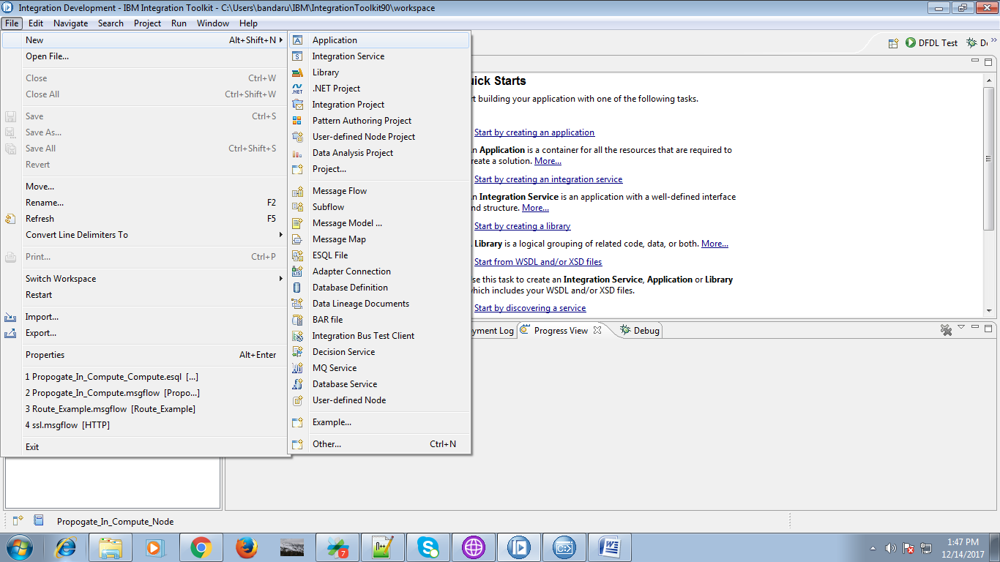 Integration Development - IBM Integration Toolkit - C:\Users\bandaru\IBM\IntegrationToolkit90\workspace
File Edit Navigate Search Project Run Window Help
New Alt+Shift+N
Open File...
Close Ctrl+W
Close All Ctrl+Shift+W
Save Ctrl+S
Save As...
Save All Ctrl+Shift+S
Revert
Move...
Rename... F2
Refresh F5
Convert Line Delimiters To
Print... Ctrl+P
Switch Workspace
Restart
Import...
Export...
Properties Alt+Enter
1 Propogate_In_Compute_Compute.esql [...]
2 Propogate_In_Compute.msgflow [Propo...]
3 Route_Example.msgflow [Route_Example]
4 ssl.msgflow [HTTP]
Exit
Application
Integration Service
Library
.NET Project
Integration Project
Pattern Authoring Project
User-defined Node Project
Data Analysis Project
Project...
Message Flow
Subflow
Message Model ...
Message Map
ESQL File
Adapter Connection
Database Definition
Data Lineage Documents
BAR file
Integration Bus Test Client
Decision Service
MQ Service
Database Service
User-defined Node
Example...
Other... Ctrl+N
DFDL Test
uick Starts
rt building your application with one of the following tasks.
Start by creating an application
n Application is a container for all the resources that are required to
reate a solution. More...
Start by creating an integration service
n Integration Service is an application with a well-defined interface
nd structure. More...
Start by creating a library
Library is a logical grouping of related code, data, or both. More...
Start from WSDL and/or XSD files
se this task to create an Integration Service, Application or Library
which includes your WSDL and/or XSD files.
Start by discovering a service
yment Log Progress View Debug
Propogate_In_Compute_Node
7
1:47 PM
12/14/2017